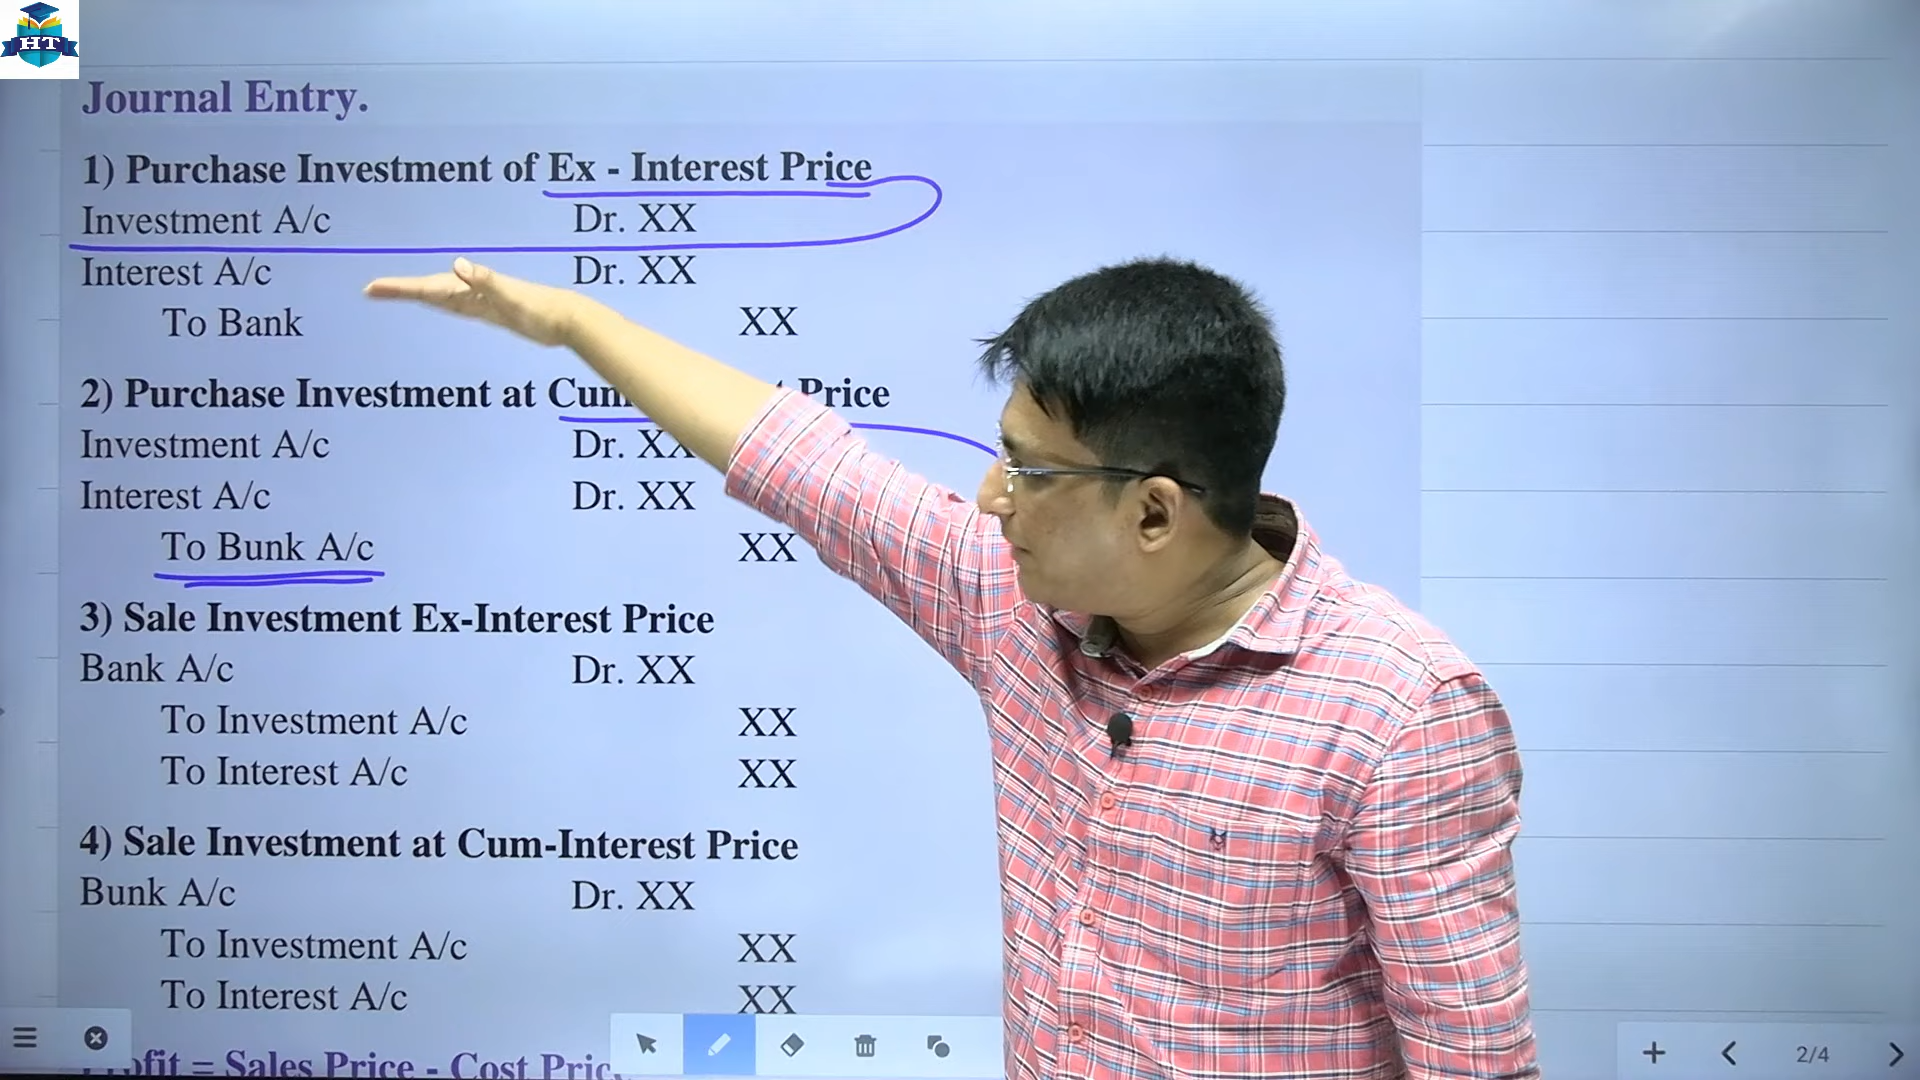 HT
Journal Entry.
1) Purchase Investment of Ex - Interest Price
Investment A/c Dr. XX
Interest A/c Dr. XX
To Bank XX
2) Purchase Investment at Price
Investment A/c Dr. XX
Interest A/c Dr. XX
To Bunk A/c XX
3) Sale Investment Ex-Interest Price
Bank A/c Dr. XX
To Investment A/c XX
To Interest A/c XX
4) Sale Investment at Cum-Interest Price
Bunk A/c Dr. XX
To Investment A/c XX
To Interest A/c XX
= Sales Price - Cost
2/4